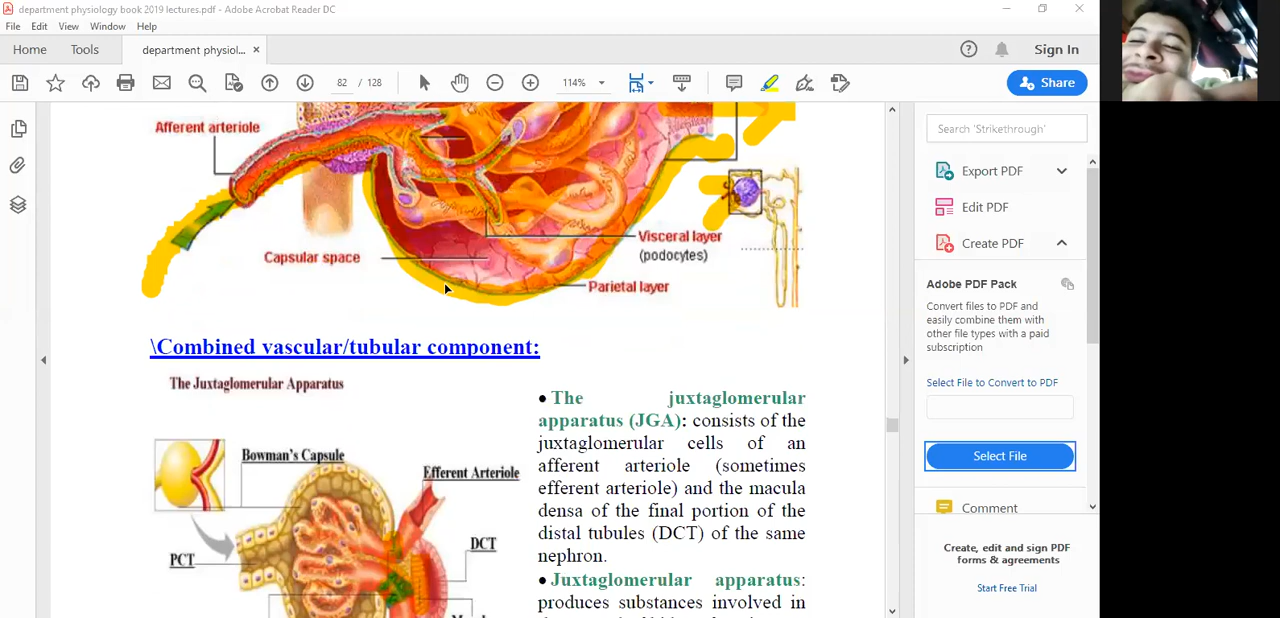 department physiology book 2019 lectures.pdf - Adobe Acrobat Reader DC
File Edit View Window Help
Home Tools department physiol... × Sign In
82 / 128 114% Share
Afferent arteriole
Capsular space
Visceral layer
(podocytes)
Parietal layer
\Combined vascular/tubular component:
The Juxtaglomerular Apparatus
Bowman's Capsule
Efferent Arteriole
DCT
PCT
• The juxtaglomerular
apparatus (JGA): consists of the
juxtaglomerular cells of an
afferent arteriole (sometimes
efferent arteriole) and the macula
densa of the final portion of the
distal tubules (DCT) of the same
nephron.
• Juxtaglomerular apparatus:
produces substances involved in
Search 'Strikethrough'
Export PDF
Edit PDF
Create PDF
Adobe PDF Pack
Convert files to PDF and
easily combine them with
other file types with a paid
subscription
Select File to Convert to PDF
Select File
Comment
Create, edit and sign PDF
forms & agreements
Start Free Trial